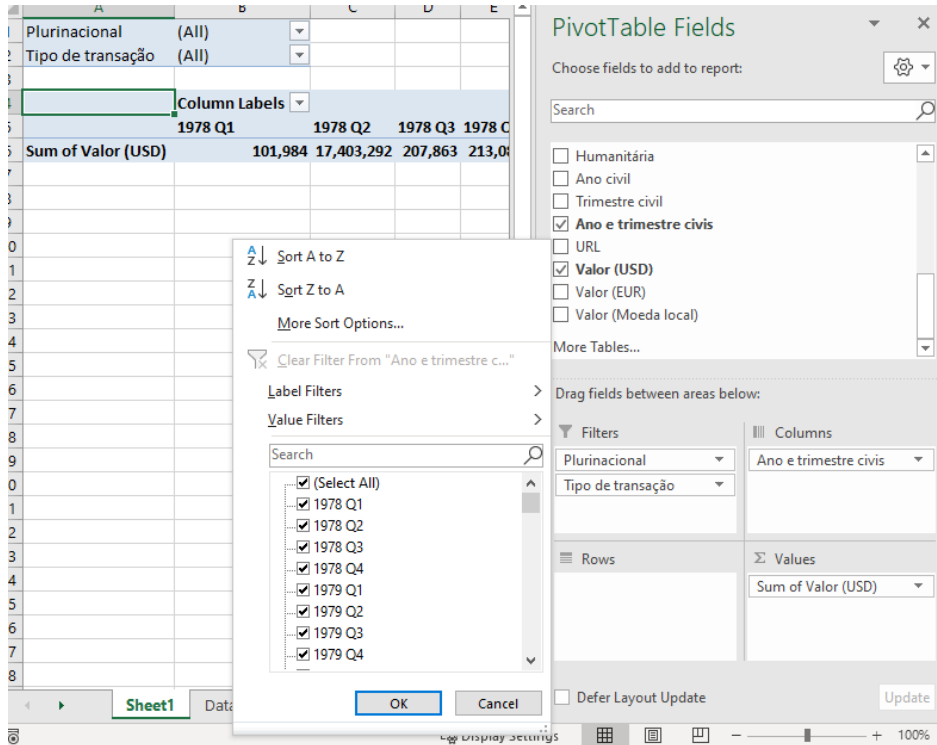 A B C D E
Plurinacional (All)
Tipo de transação (All)
Column Labels
1978 Q1 1978 Q2 1978 Q3 1978 Q
Sum of Valor (USD) 101,984 17,403,292 207,863 213,0
Sort A to Z
Sort Z to A
More Sort Options...
Clear Filter From "Ano e trimestre c..."
Label Filters
Value Filters
Search
(Select All)
1978 Q1
1978 Q2
1978 Q3
1978 Q4
1979 Q1
1979 Q2
1979 Q3
1979 Q4
OK Cancel
Sheet1 Data
PivotTable Fields
Choose fields to add to report:
Search
Humanitária
Ano civil
Trimestre civil
Ano e trimestre civis
URL
Valor (USD)
Valor (EUR)
Valor (Moeda local)
More Tables...
Drag fields between areas below:
Filters
Plurinacional
Tipo de transação
Columns
Ano e trimestre civis
Rows
Σ Values
Sum of Valor (USD)
Defer Layout Update Update
Display Settings
100%